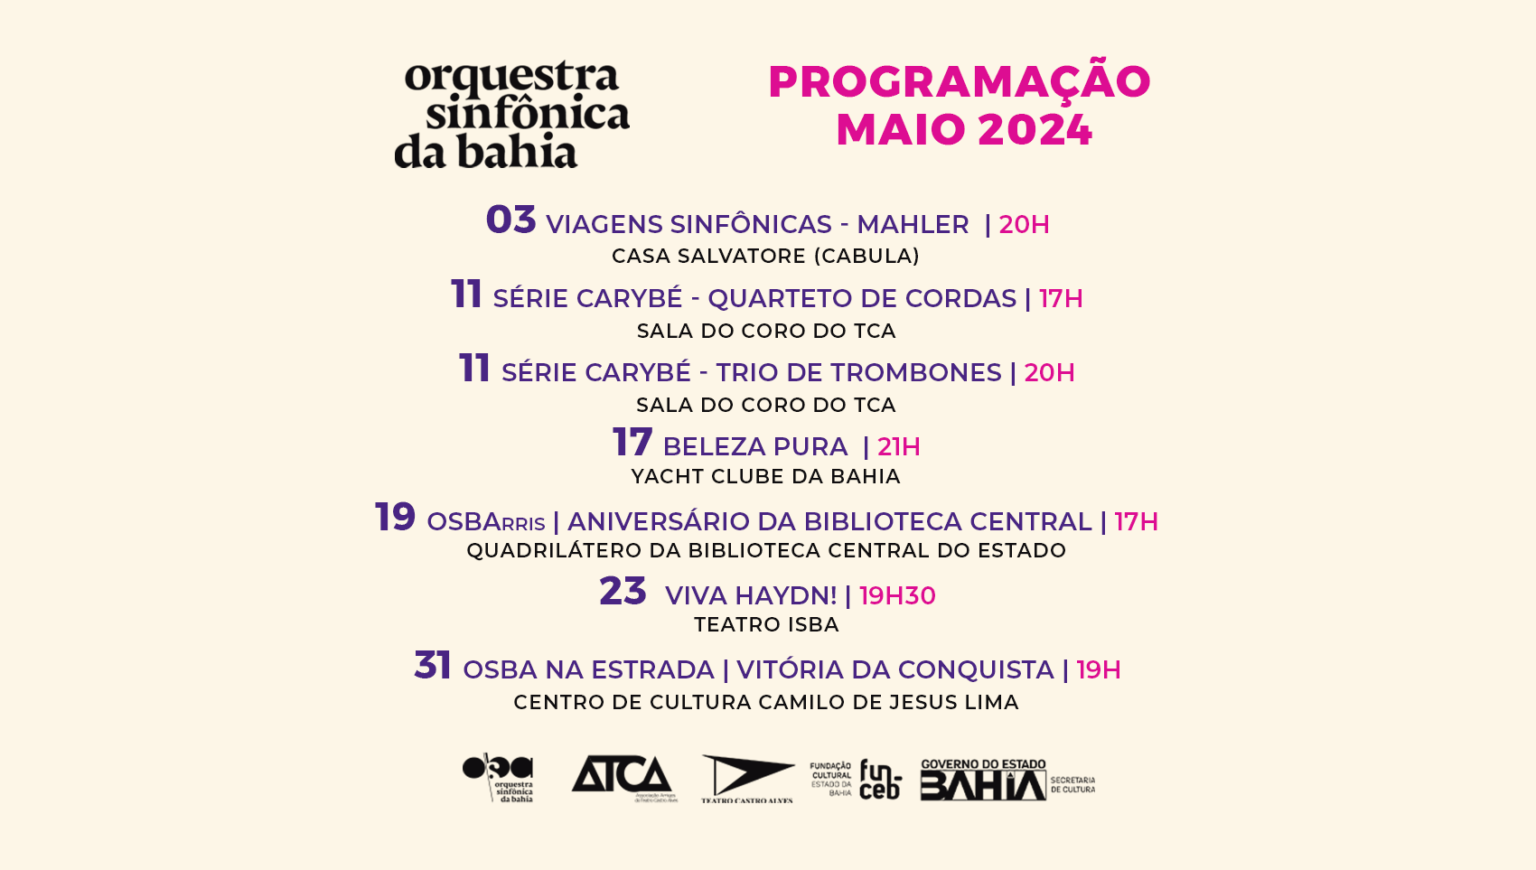 orquestra
sinfônica
da bahia
PROGRAMAÇÃO
MAIO 2024
03 VIAGENS SINFÔNICAS - MAHLER | 20H
CASA SALVATORE (CABULA)
11 SÉRIE CARYBÉ - QUARTETO DE CORDAS | 17H
SALA DO CORO DO TCA
11 SÉRIE CARYBÉ - TRIO DE TROMBONES | 20H
SALA DO CORO DO TCA
17 BELEZA PURA | 21H
YACHT CLUBE DA BAHIA
19 OSBARRIS | ANIVERSÁRIO DA BIBLIOTECA CENTRAL | 17H
QUADRILÁTERO DA BIBLIOTECA CENTRAL DO ESTADO
23 VIVA HAYDN! | 19H30
TEATRO ISBA
31 OSBA NA ESTRADA | VITÓRIA DA CONQUISTA | 19H
CENTRO DE CULTURA CAMILO DE JESUS LIMA
orquestra
sinfônica
da bahia
ATCA
TEATRO CASTRO ALVES
FUNDAÇÃO
CULTURAL
ESTADO DA
BAHIA
fun-
ceb
GOVERNO DO ESTADO
BAHIA
SECRETARIA
DE CULTURA